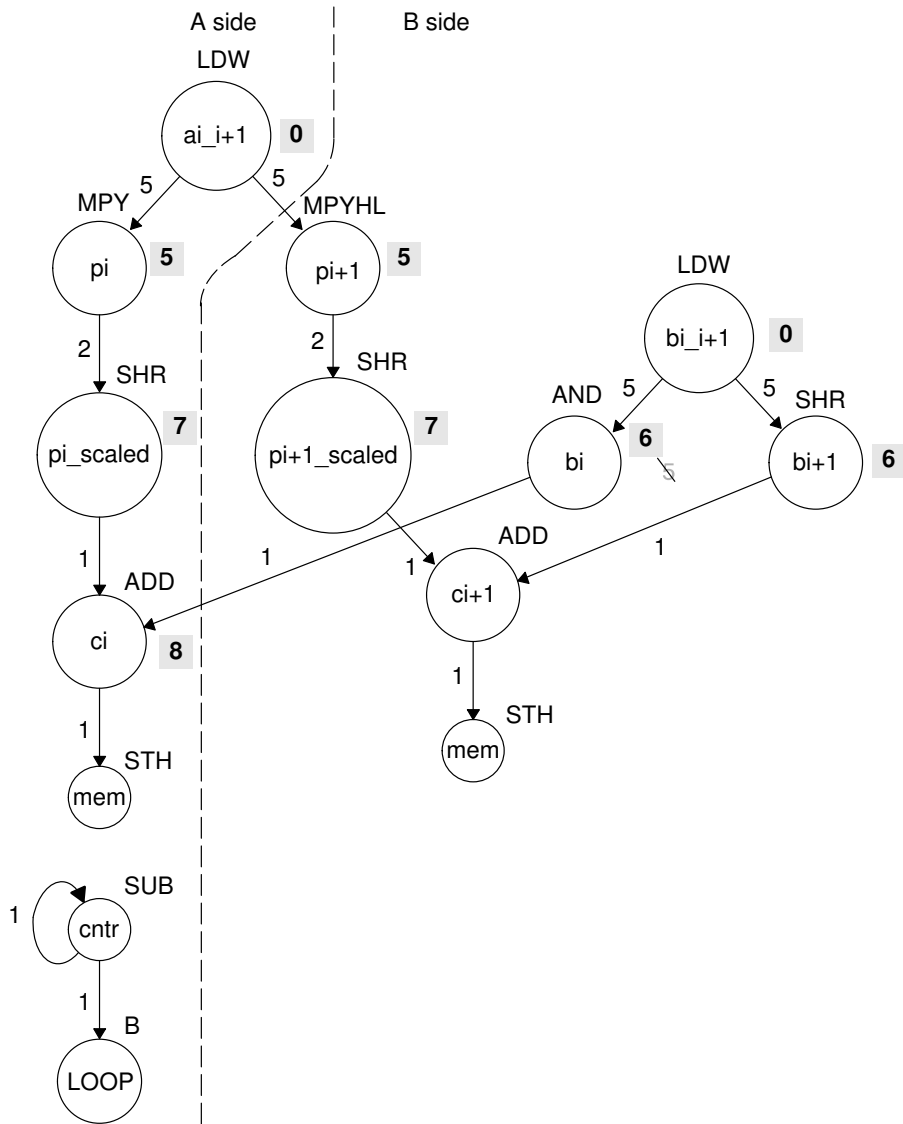 A side
B side
LDW
ai_i+1
0
5
5
MPY
MPYHL
pi
5
pi+1
5
LDW
bi_i+1
0
2
2
5
5
SHR
SHR
AND
SHR
pi_scaled
7
pi+1_scaled
7
bi
6
5
bi+1
6
1
1
1
1
ADD
ADD
ci
8
ci+1
1
1
STH
STH
mem
mem
SUB
1
cntr
1
B
LOOP